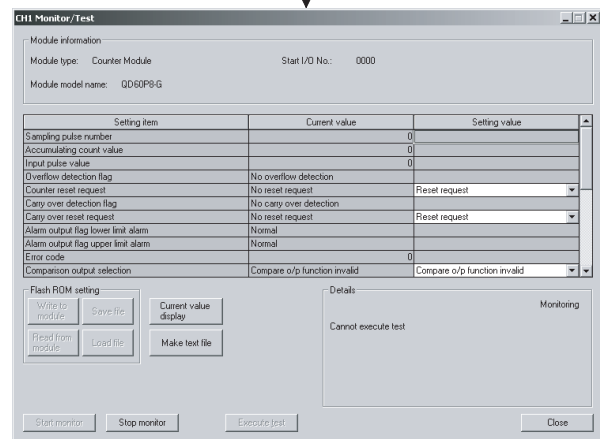 CH1 Monitor/Test
Module information
Module type: Counter Module Start I/O No.: 0000
Module model name: QD60P8-G
Setting item Current value Setting value
Sampling pulse number 0
Accumulating count value 0
Input pulse value 0
Overflow detection flag No overflow detection
Counter reset request No reset request Reset request
Carry over detection flag No carry over detection
Carry over reset request No reset request Reset request
Alarm output flag lower limit alarm Normal
Alarm output flag upper limit alarm Normal
Error code 0
Comparison output selection Compare o/p function invalid Compare o/p function invalid
Flash ROM setting
Write to module
Save file
Current value display
Read from module
Load file
Make text file
Details
Monitoring
Cannot execute test
Start monitor Stop monitor Execute test Close